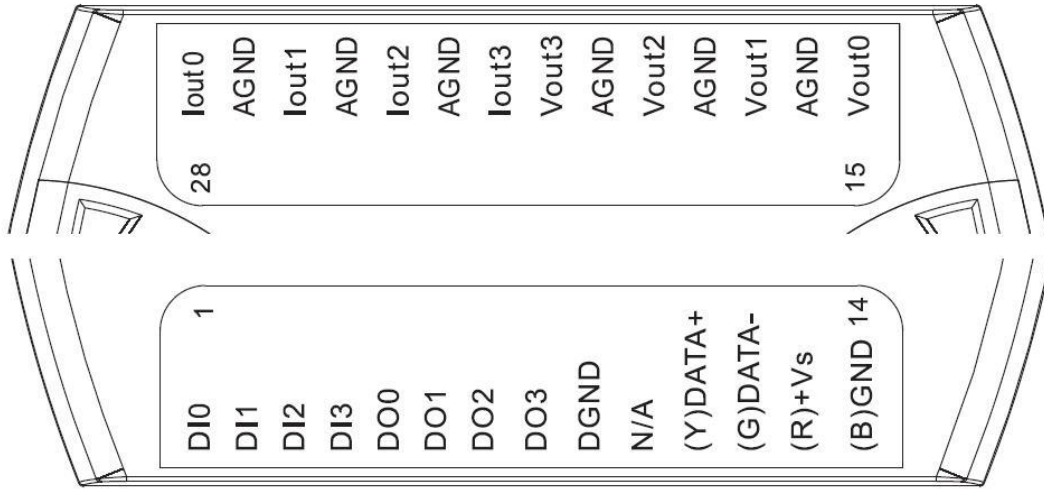 Iout0
AGND
Iout1
AGND
Iout2
AGND
Iout3
Vout3
AGND
Vout2
AGND
Vout1
AGND
Vout0
28
15
1
DI0
DI1
DI2
DI3
DO0
DO1
DO2
DO3
DGND
N/A
(Y)DATA+
(G)DATA-
(R)+Vs
(B)GND 14